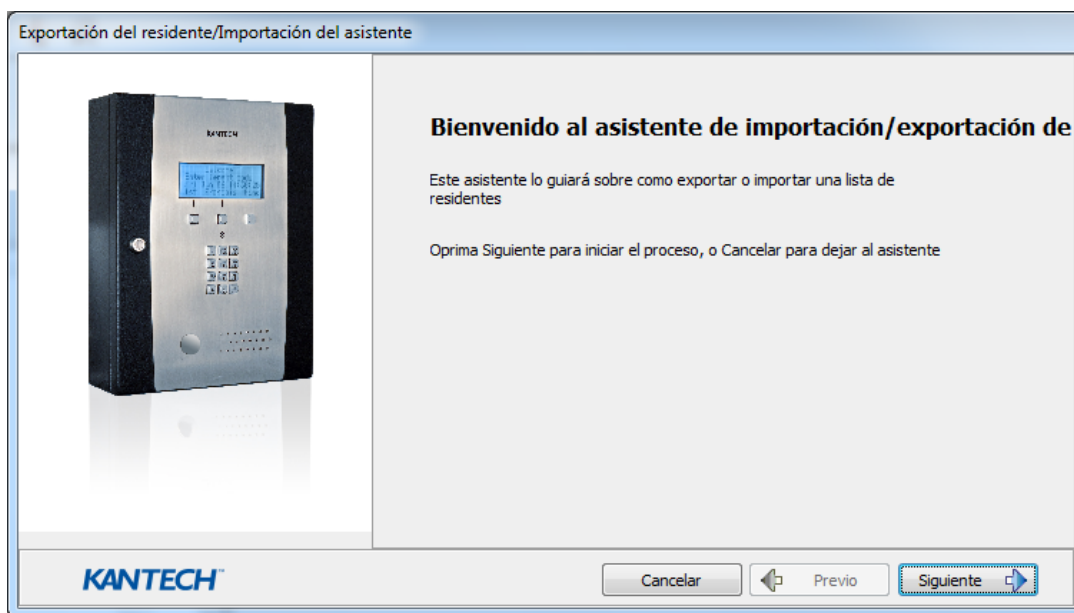 Exportación del residente/Importación del asistente
KANTECH
Bienvenido al asistente de importación/exportación de
Este asistente lo guiará sobre como exportar o importar una lista de
residentes
Oprima Siguiente para iniciar el proceso, o Cancelar para dejar al asistente
KANTECH
Cancelar
Previo
Siguiente